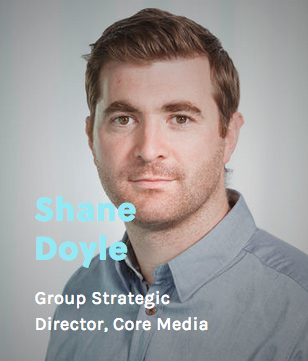 Shane
Doyle
Group Strategic
Director, Core Media